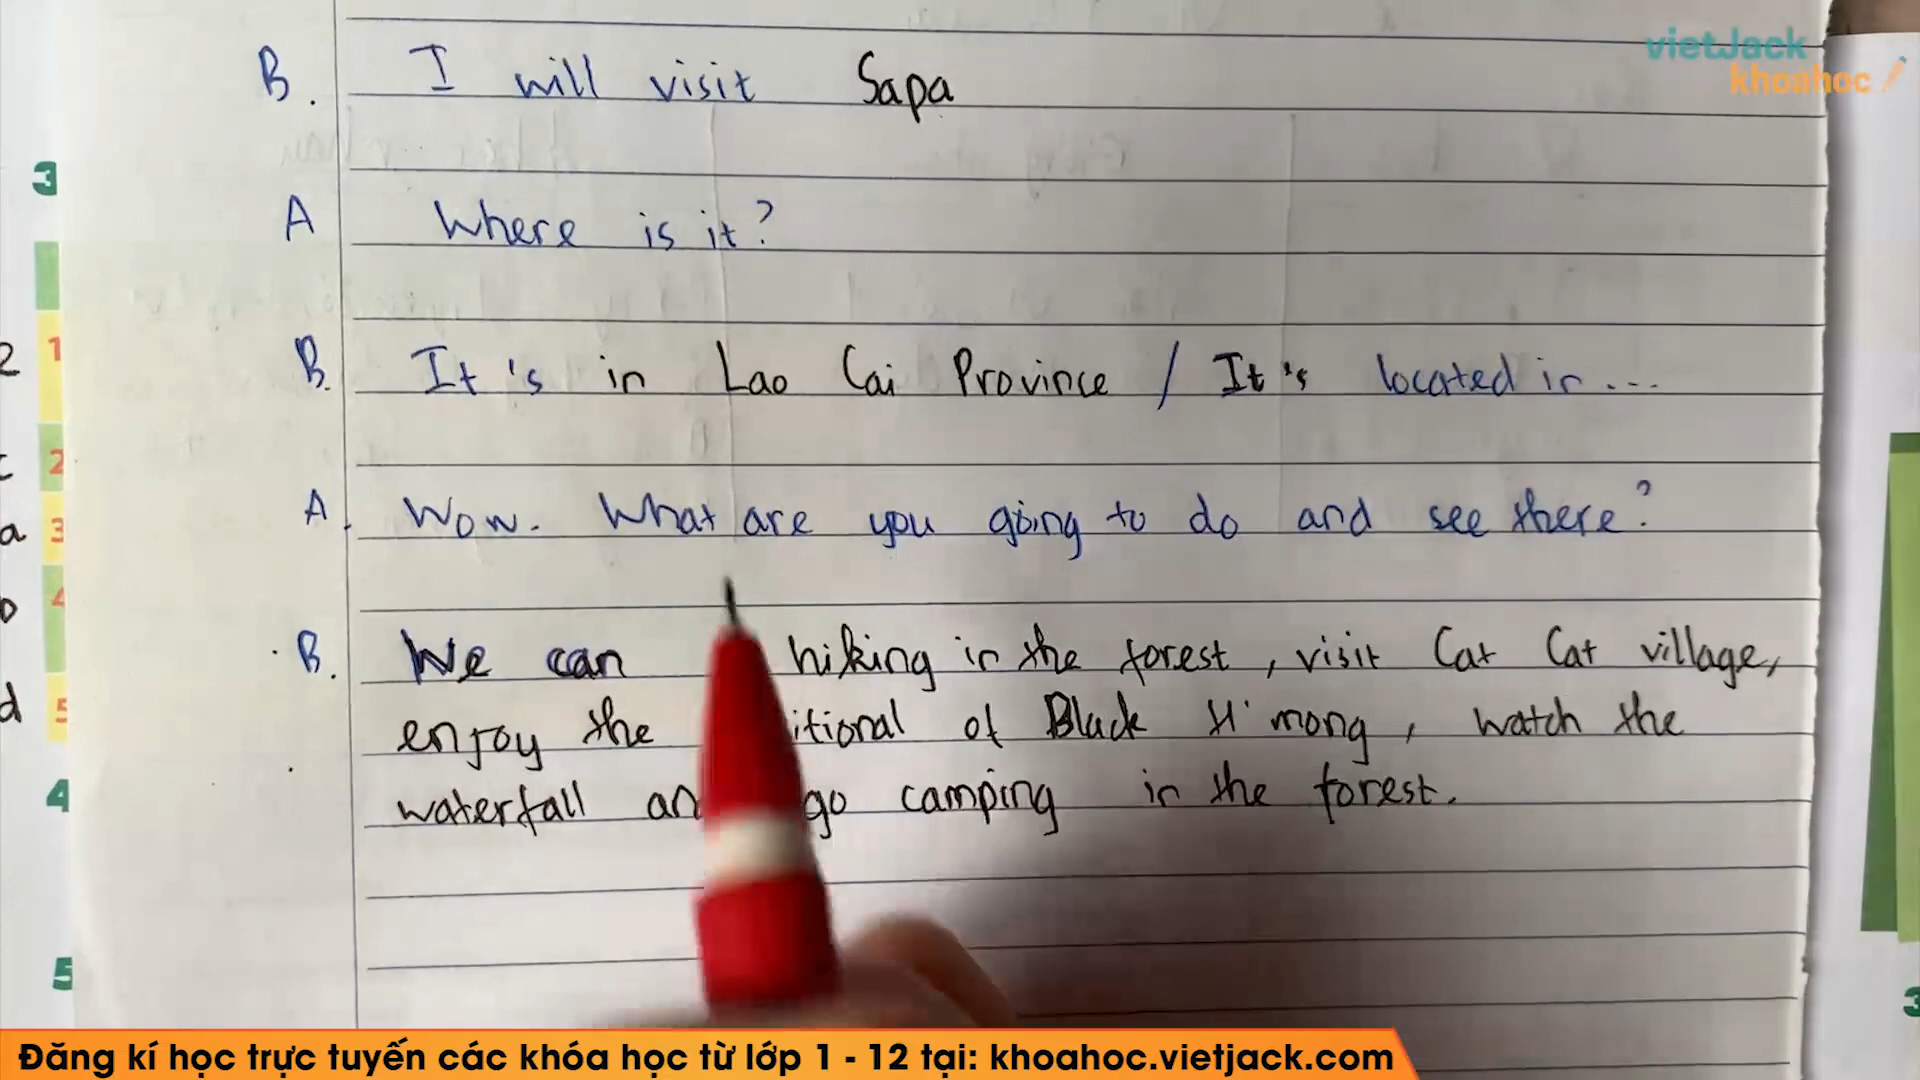 vietJack
khoahoc
B. I will visit Sapa
3
A Where is it?
2 1
B. It's in Lao Cai Province / It's located in ...
c 2
A. Wow. What are you going to do and see there?
a 3
b 4
B. We can hiking in the forest, visit Cat Cat village,
d 5
enjoy the of Black H'mong, watch the
4
waterfall go camping in the forest.
5
3
Đăng kí học trực tuyến các khóa học từ lớp 1 - 12 tại: khoahoc.vietjack.com